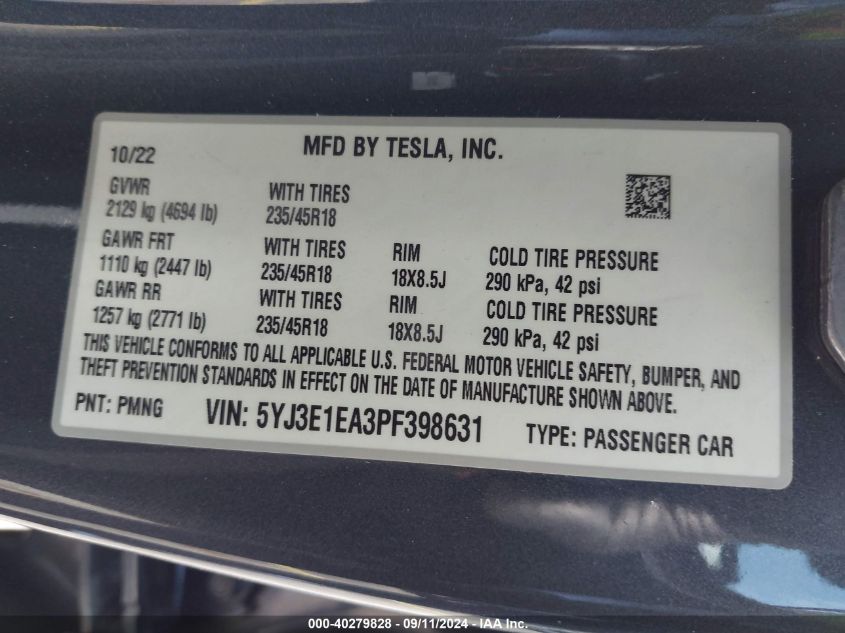 10/22 MFD BY TESLA, INC.
GVWR WITH TIRES
2129 kg (4694 lb) 235/45R18
GAWR FRT WITH TIRES RIM COLD TIRE PRESSURE
1110 kg (2447 lb) 235/45R18 18X8.5J 290 kPa, 42 psi
GAWR RR WITH TIRES RIM COLD TIRE PRESSURE
1257 kg (2771 lb) 235/45R18 18X8.5J 290 kPa, 42 psi
THIS VEHICLE CONFORMS TO ALL APPLICABLE U.S. FEDERAL MOTOR VEHICLE SAFETY, BUMPER, AND
THEFT PREVENTION STANDARDS IN EFFECT ON THE DATE OF MANUFACTURE SHOWN ABOVE.
PNT: PMNG VIN: 5YJ3E1EA3PF398631 TYPE: PASSENGER CAR
000-40279828 - 09/11/2024 - IAA Inc.